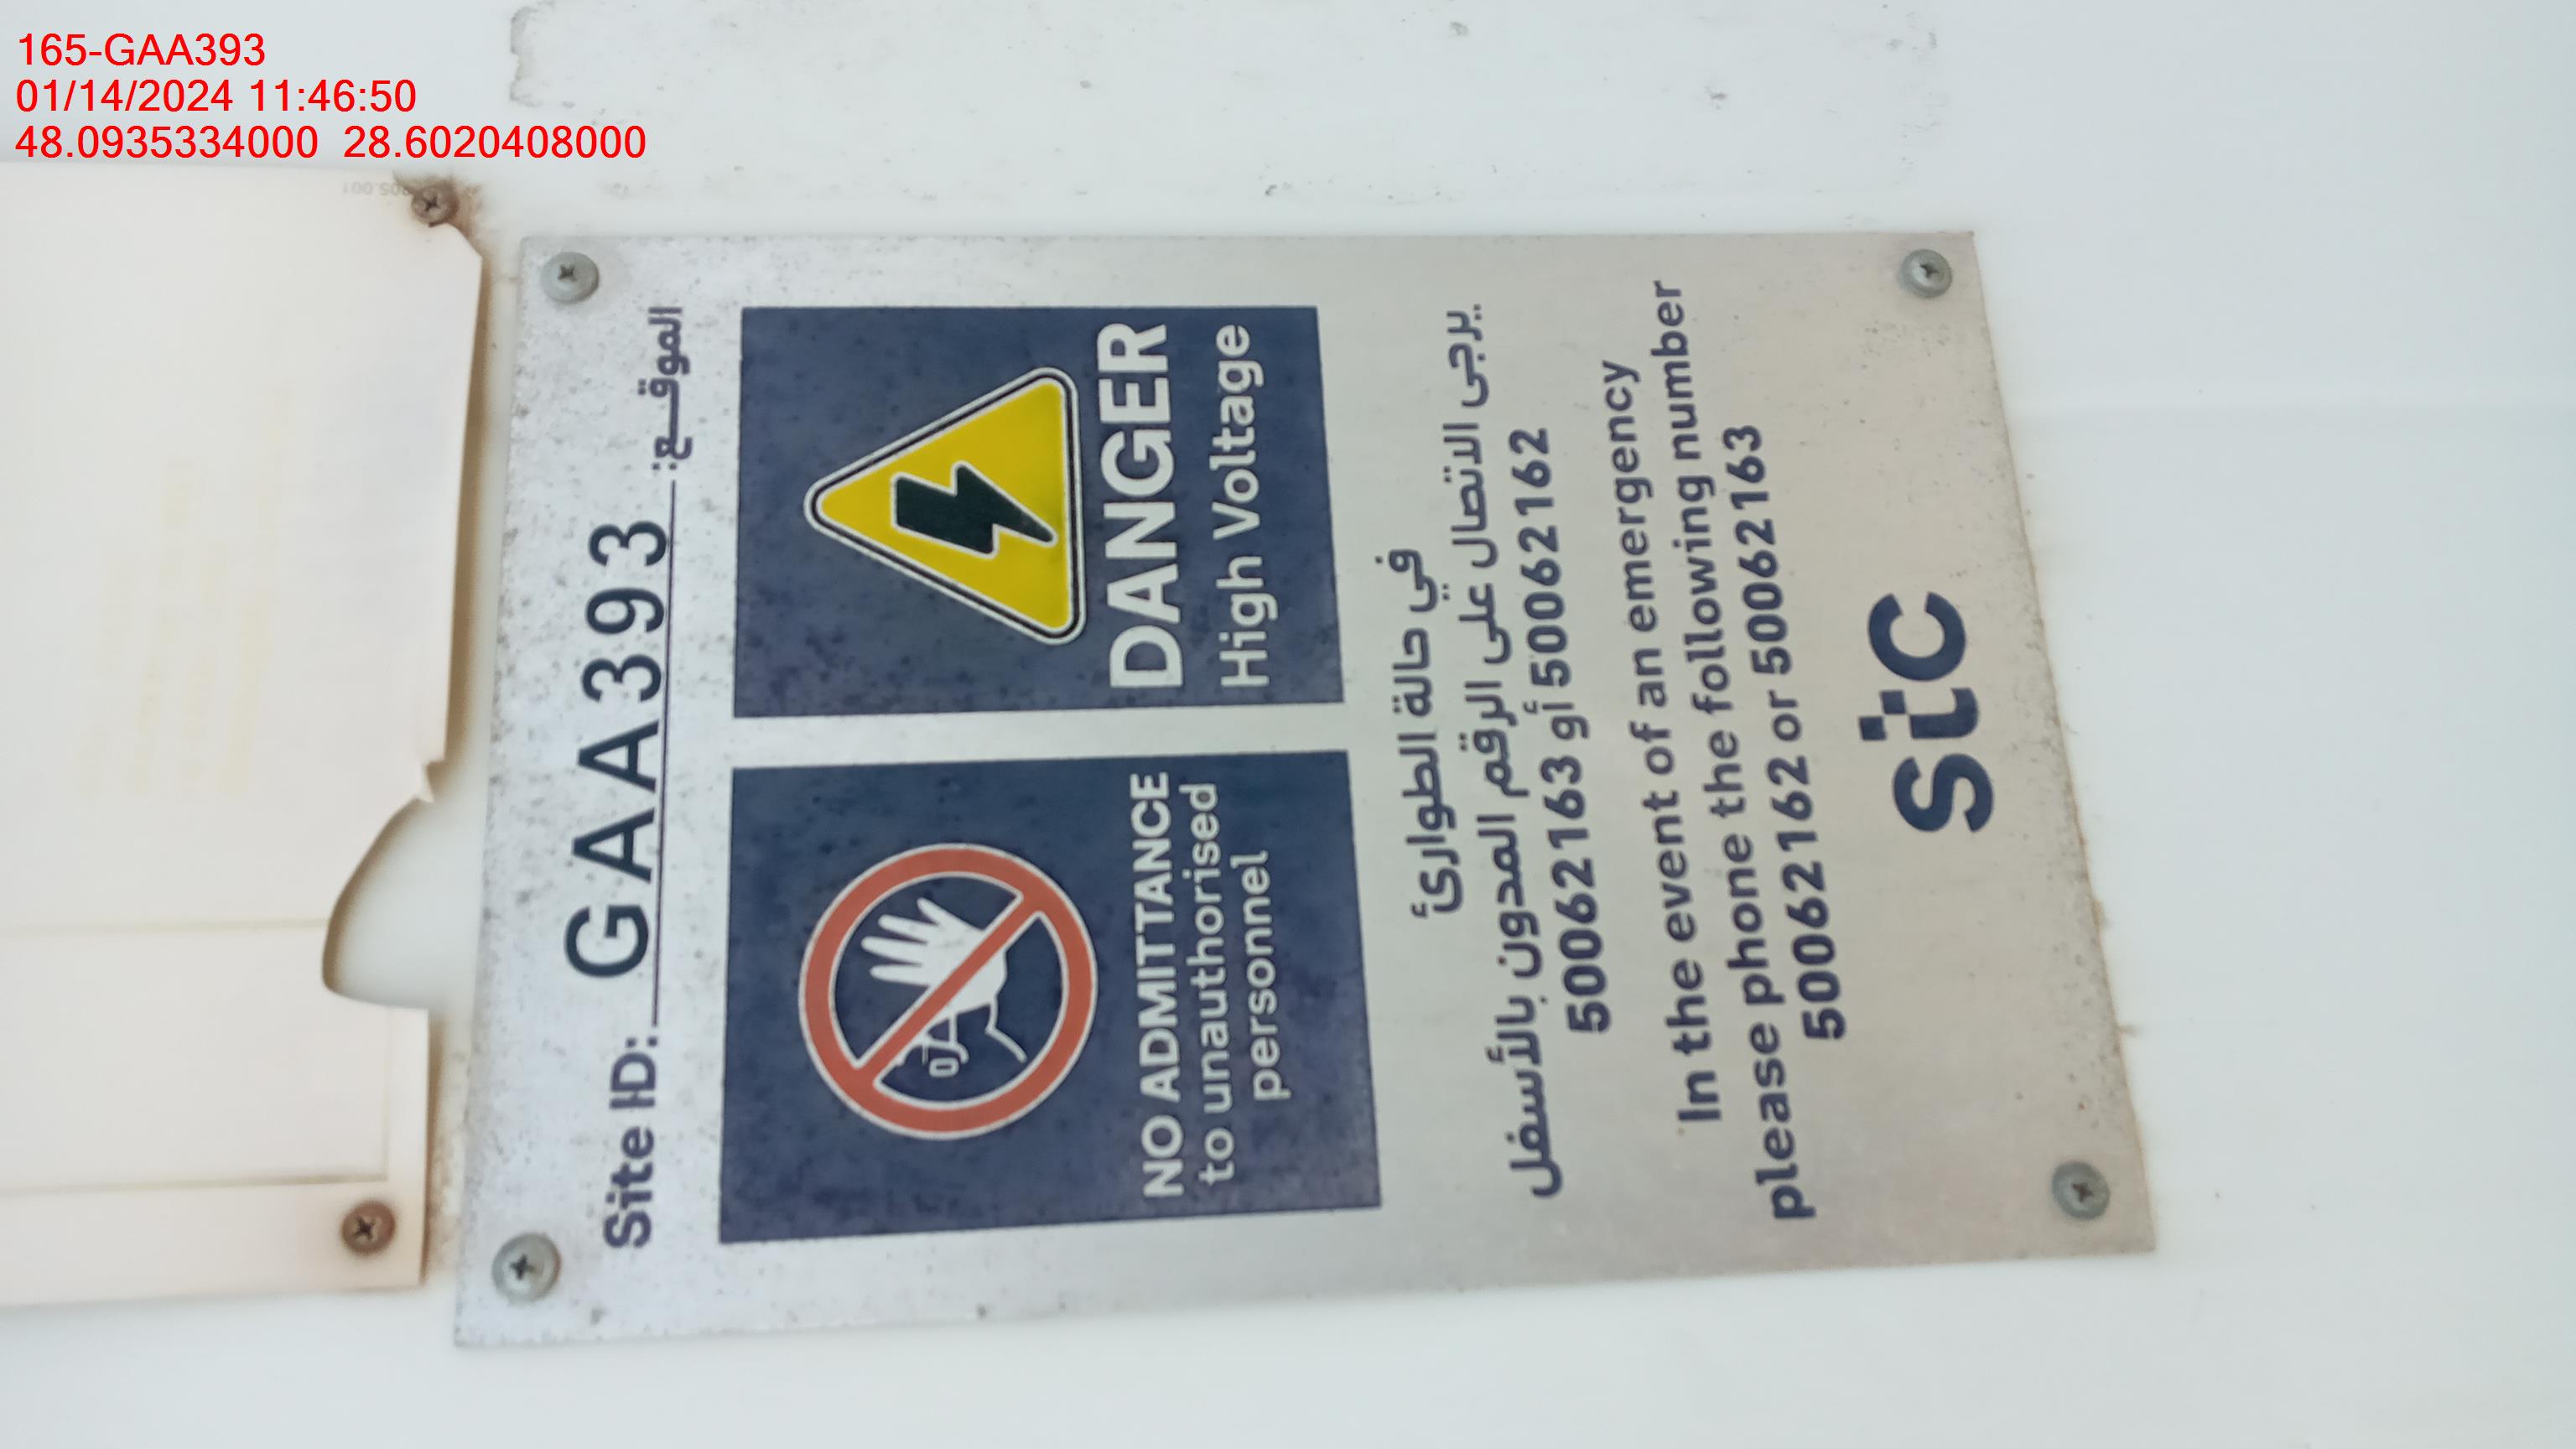 165-GAA393
01/14/2024 11:46:50
48.0935334000 28.6020408000
Site ID: GAA393 الموقـــع:
NO ADMITTANCE
to unauthorised
personnel
DANGER
High Voltage
في حالة الطوارئ
يرجى الاتصال على الرقم المدون بالأسفل
50062163 أو 50062162
In the event of an emergency
please phone the following number
50062162 or 50062163
stc